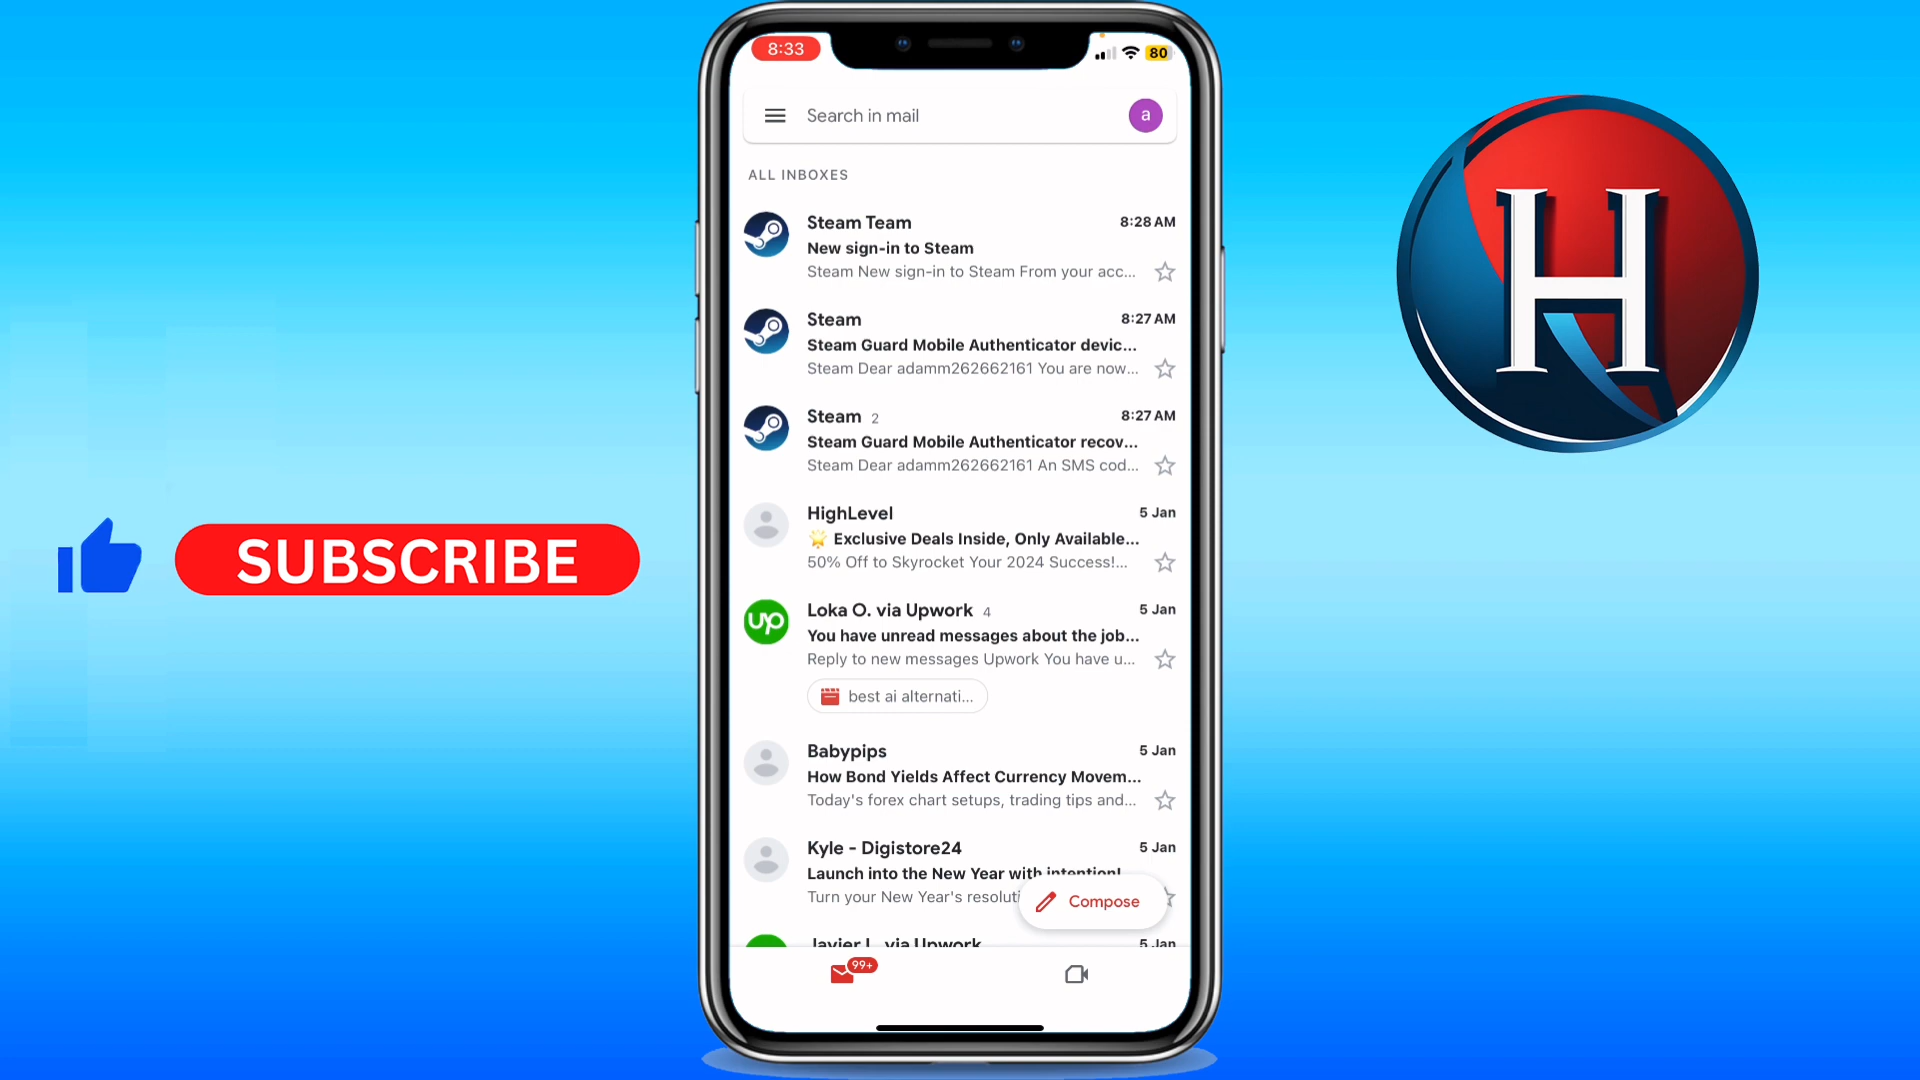 8:33
80
Search in mail
a
ALL INBOXES
Steam Team 8:28 AM
New sign-in to Steam
Steam New sign-in to Steam From your acc...
Steam 8:27 AM
Steam Guard Mobile Authenticator devic...
Steam Dear adamm262662161 You are now...
Steam 2 8:27 AM
Steam Guard Mobile Authenticator recov...
Steam Dear adamm262662161 An SMS cod...
HighLevel 5 Jan
🌟 Exclusive Deals Inside, Only Available...
50% Off to Skyrocket Your 2024 Success!...
Loka O. via Upwork 4 5 Jan
up
You have unread messages about the job...
Reply to new messages Upwork You have u...
best ai alternati...
Babypips 5 Jan
How Bond Yields Affect Currency Movem...
Today's forex chart setups, trading tips and...
Kyle - Digistore24 5 Jan
Launch into the New Year with intention!
Turn your New Year's resoluti
Compose
Javier L. via Upwork 5 Jan
99+
SUBSCRIBE
H